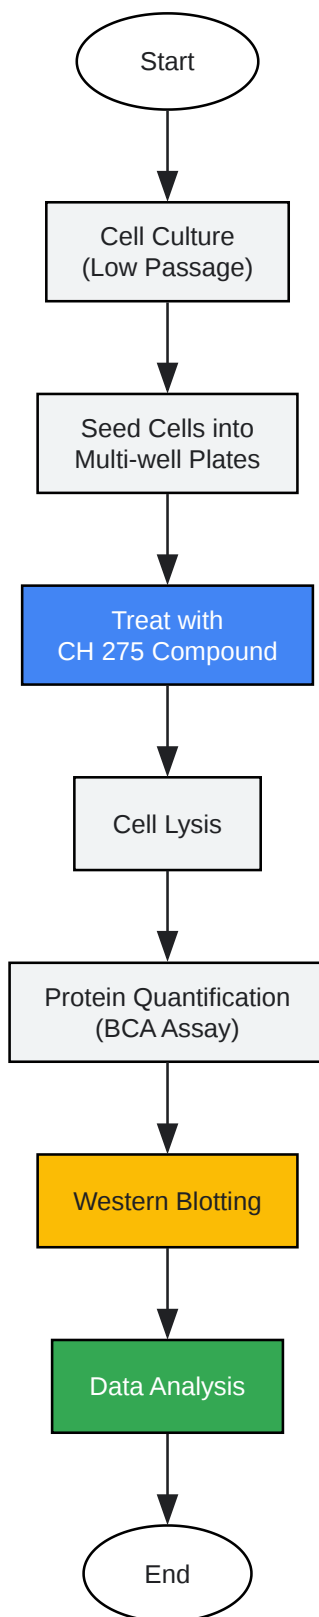 Start
Cell Culture
(Low Passage)
Seed Cells into
Multi-well Plates
Treat with
CH 275 Compound
Cell Lysis
Protein Quantification
(BCA Assay)
Western Blotting
Data Analysis
End